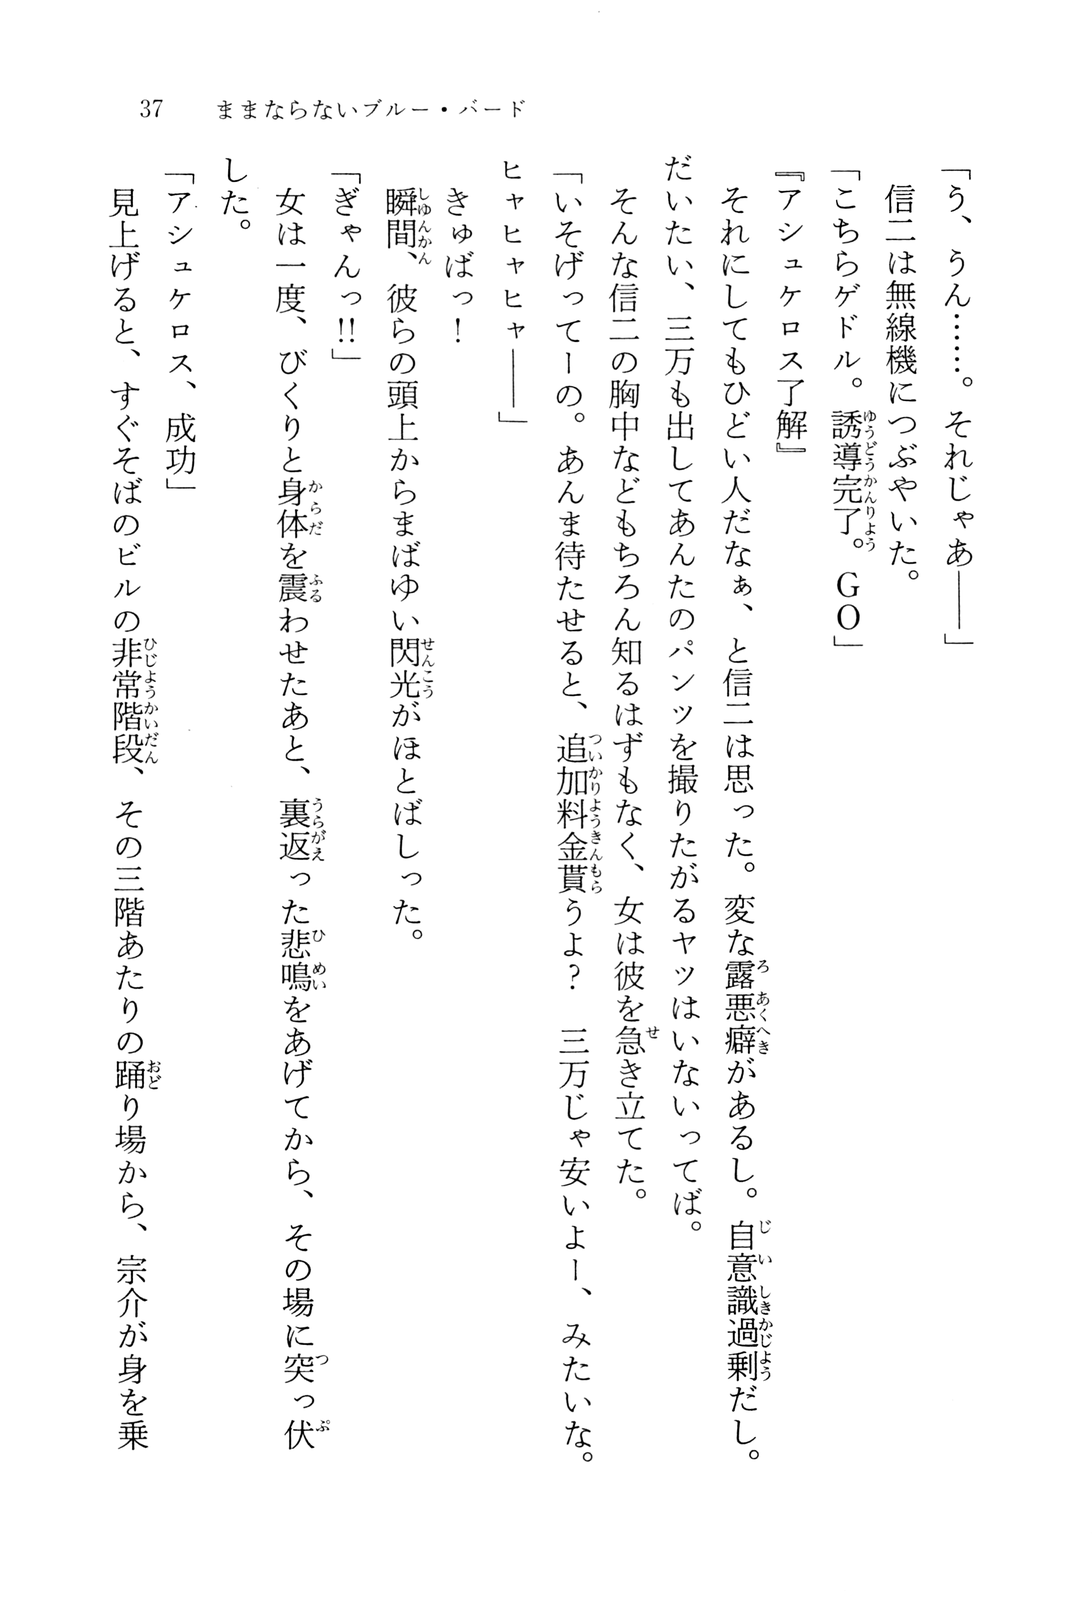 37　ままならないブルー・バード
「う、うん……。それじゃあ――」
信二は無線機につぶやいた。
「こちらゲドル。誘導完了。GO」
『アシュケロス了解』
それにしてもひどい人だなぁ、と信二は思った。変な露悪癖があるし。自意識過剰だし。
だいたい、三万も出してあんたのパンツを撮りたがるヤツはいないってば。
そんな信二の胸中などもちろん知るはずもなく、女は彼を急き立てた。
「いそげってーの。あんま待たせると、追加料金貰うよ？　三万じゃ安いよー、みたいな。
ヒャヒャヒャ――」
きゅばっ！
瞬間、彼らの頭上からまばゆい閃光がほとばしった。
「ぎゃんっ!!」
女は一度、びくりと身体を震わせたあと、裏返った悲鳴をあげてから、その場に突っ伏
した。
「アシュケロス、成功」
見上げると、すぐそばのビルの非常階段、その三階あたりの踊り場から、宗介が身を乗